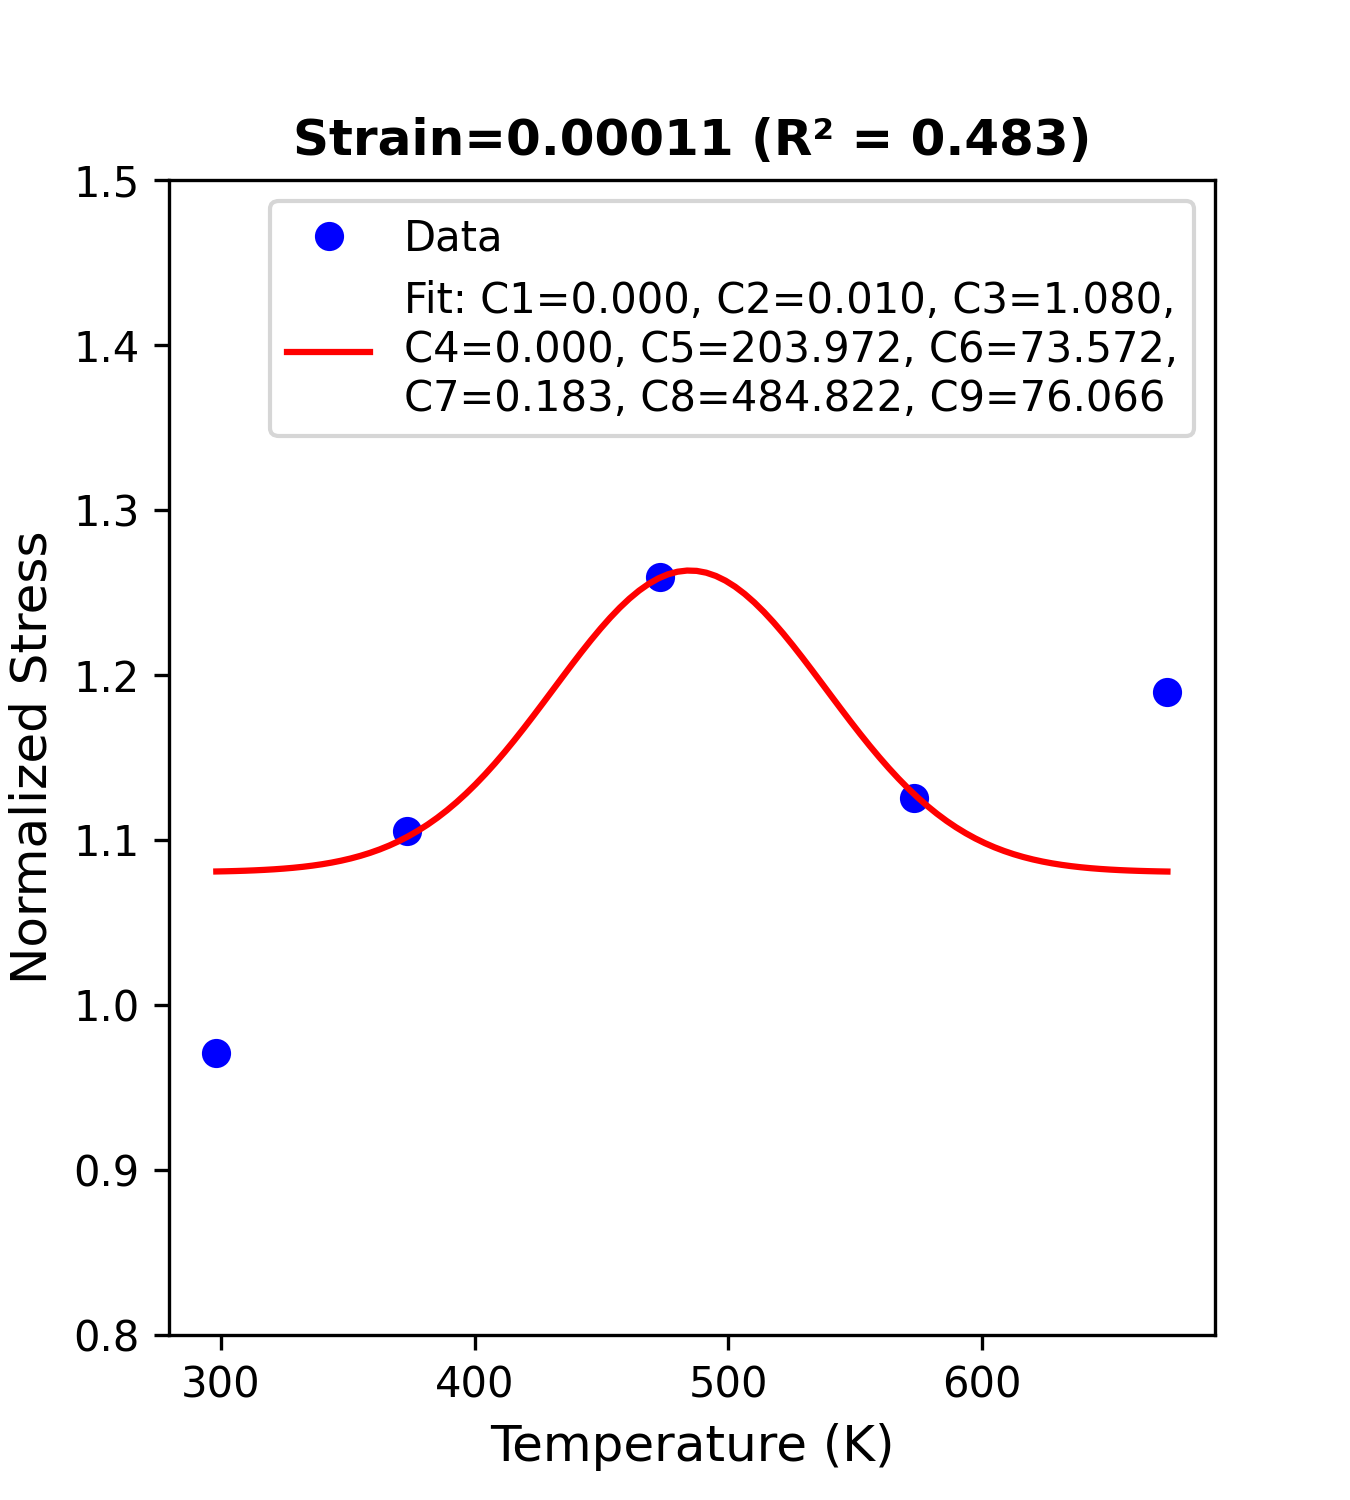 Strain=0.00011 (R² = 0.483)
Data
Fit: C1=0.000, C2=0.010, C3=1.080,
C4=0.000, C5=203.972, C6=73.572,
C7=0.183, C8=484.822, C9=76.066
Normalized Stress
1.5
1.4
1.3
1.2
1.1
1.0
0.9
0.8
300 400 500 600
Temperature (K)